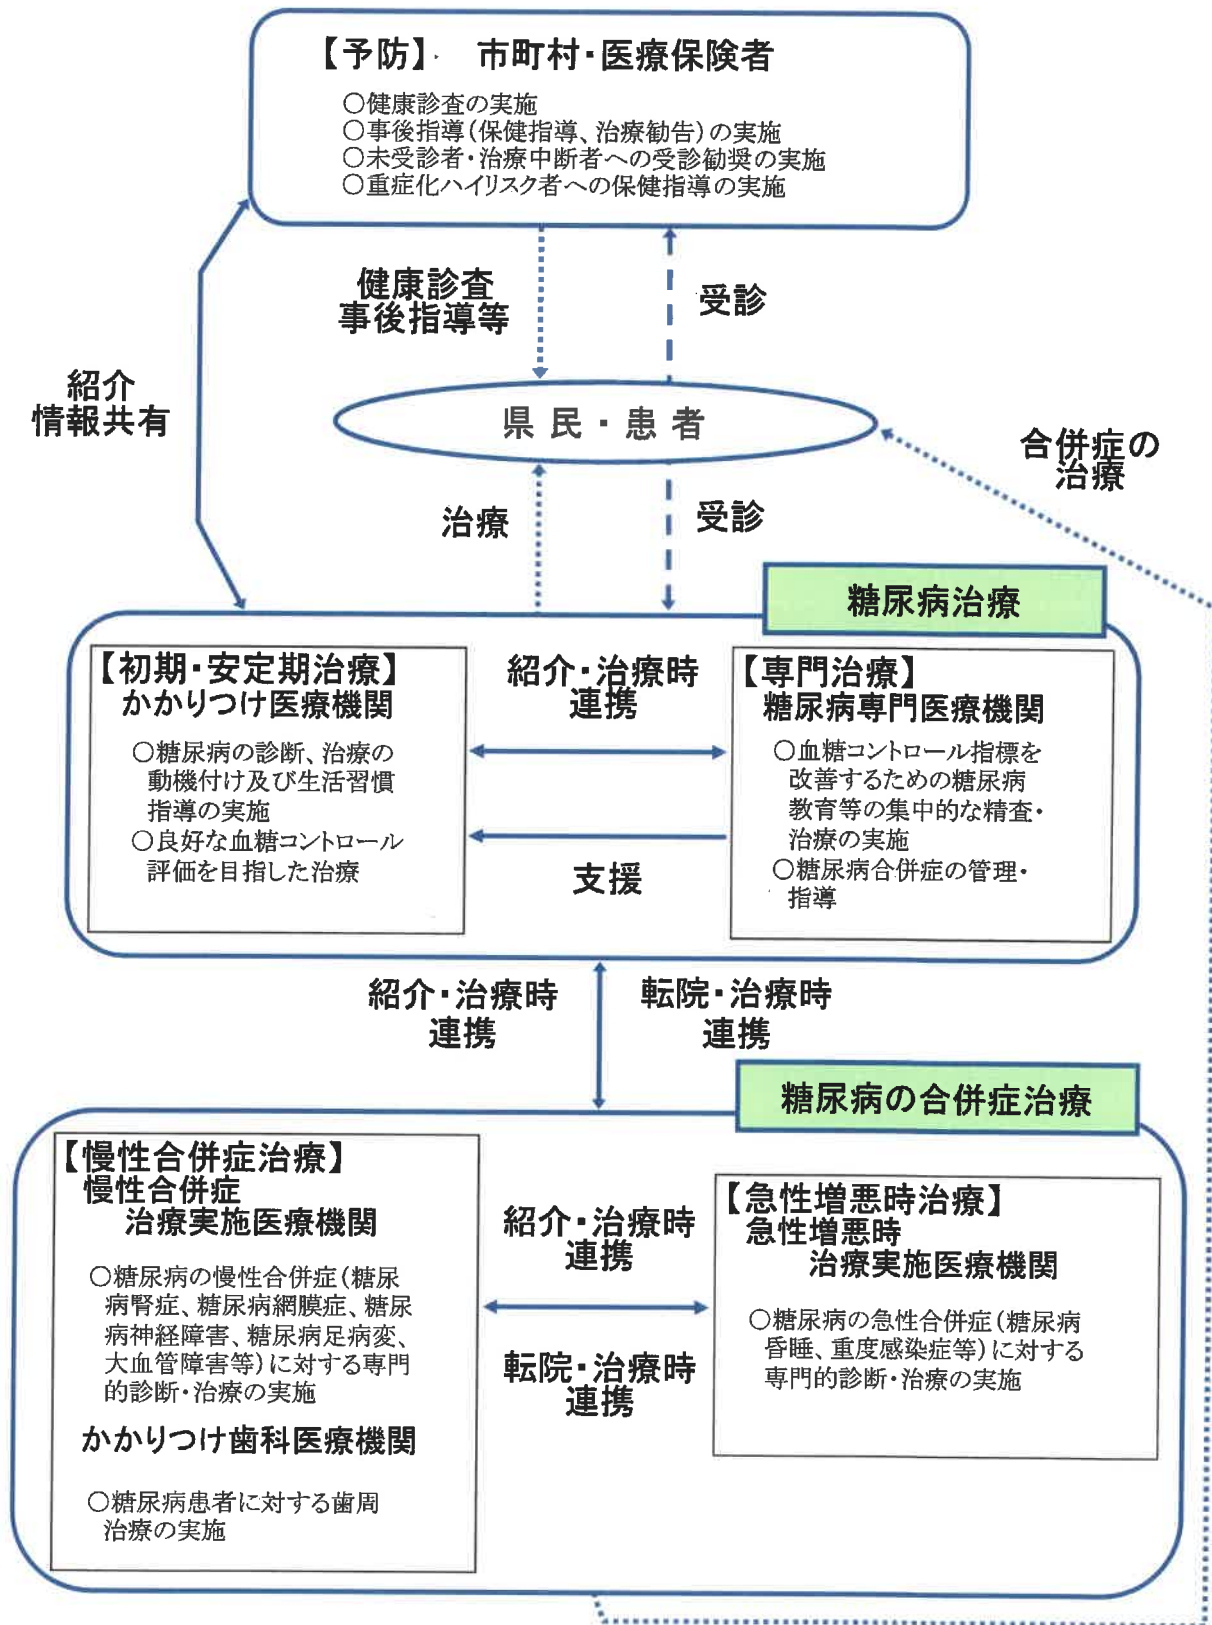 【予防】 市町村・医療保険者
○健康診査の実施
○事後指導(保健指導、治療勧告)の実施
○未受診者・治療中断者への受診勧奨の実施
○重症化ハイリスク者への保健指導の実施
健康診査
事後指導等
受診
紹介
情報共有
県民・患者
合併症の
治療
治療
受診
糖尿病治療
【初期・安定期治療】
かかりつけ医療機関
○糖尿病の診断、治療の
動機付け及び生活習慣
指導の実施
○良好な血糖コントロール
評価を目指した治療
紹介・治療時
連携
支援
【専門治療】
糖尿病専門医療機関
○血糖コントロール指標を
改善するための糖尿病
教育等の集中的な精査・
治療の実施
○糖尿病合併症の管理・
指導
紹介・治療時
連携
転院・治療時
連携
糖尿病の合併症治療
【慢性合併症治療】
慢性合併症
治療実施医療機関
○糖尿病の慢性合併症(糖尿
病腎症、糖尿病網膜症、糖尿
病神経障害、糖尿病足病変、
大血管障害等)に対する専門
的診断・治療の実施
かかりつけ歯科医療機関
○糖尿病患者に対する歯周
治療の実施
紹介・治療時
連携
転院・治療時
連携
【急性増悪時治療】
急性増悪時
治療実施医療機関
○糖尿病の急性合併症(糖尿病
昏睡、重度感染症等)に対する
専門的診断・治療の実施